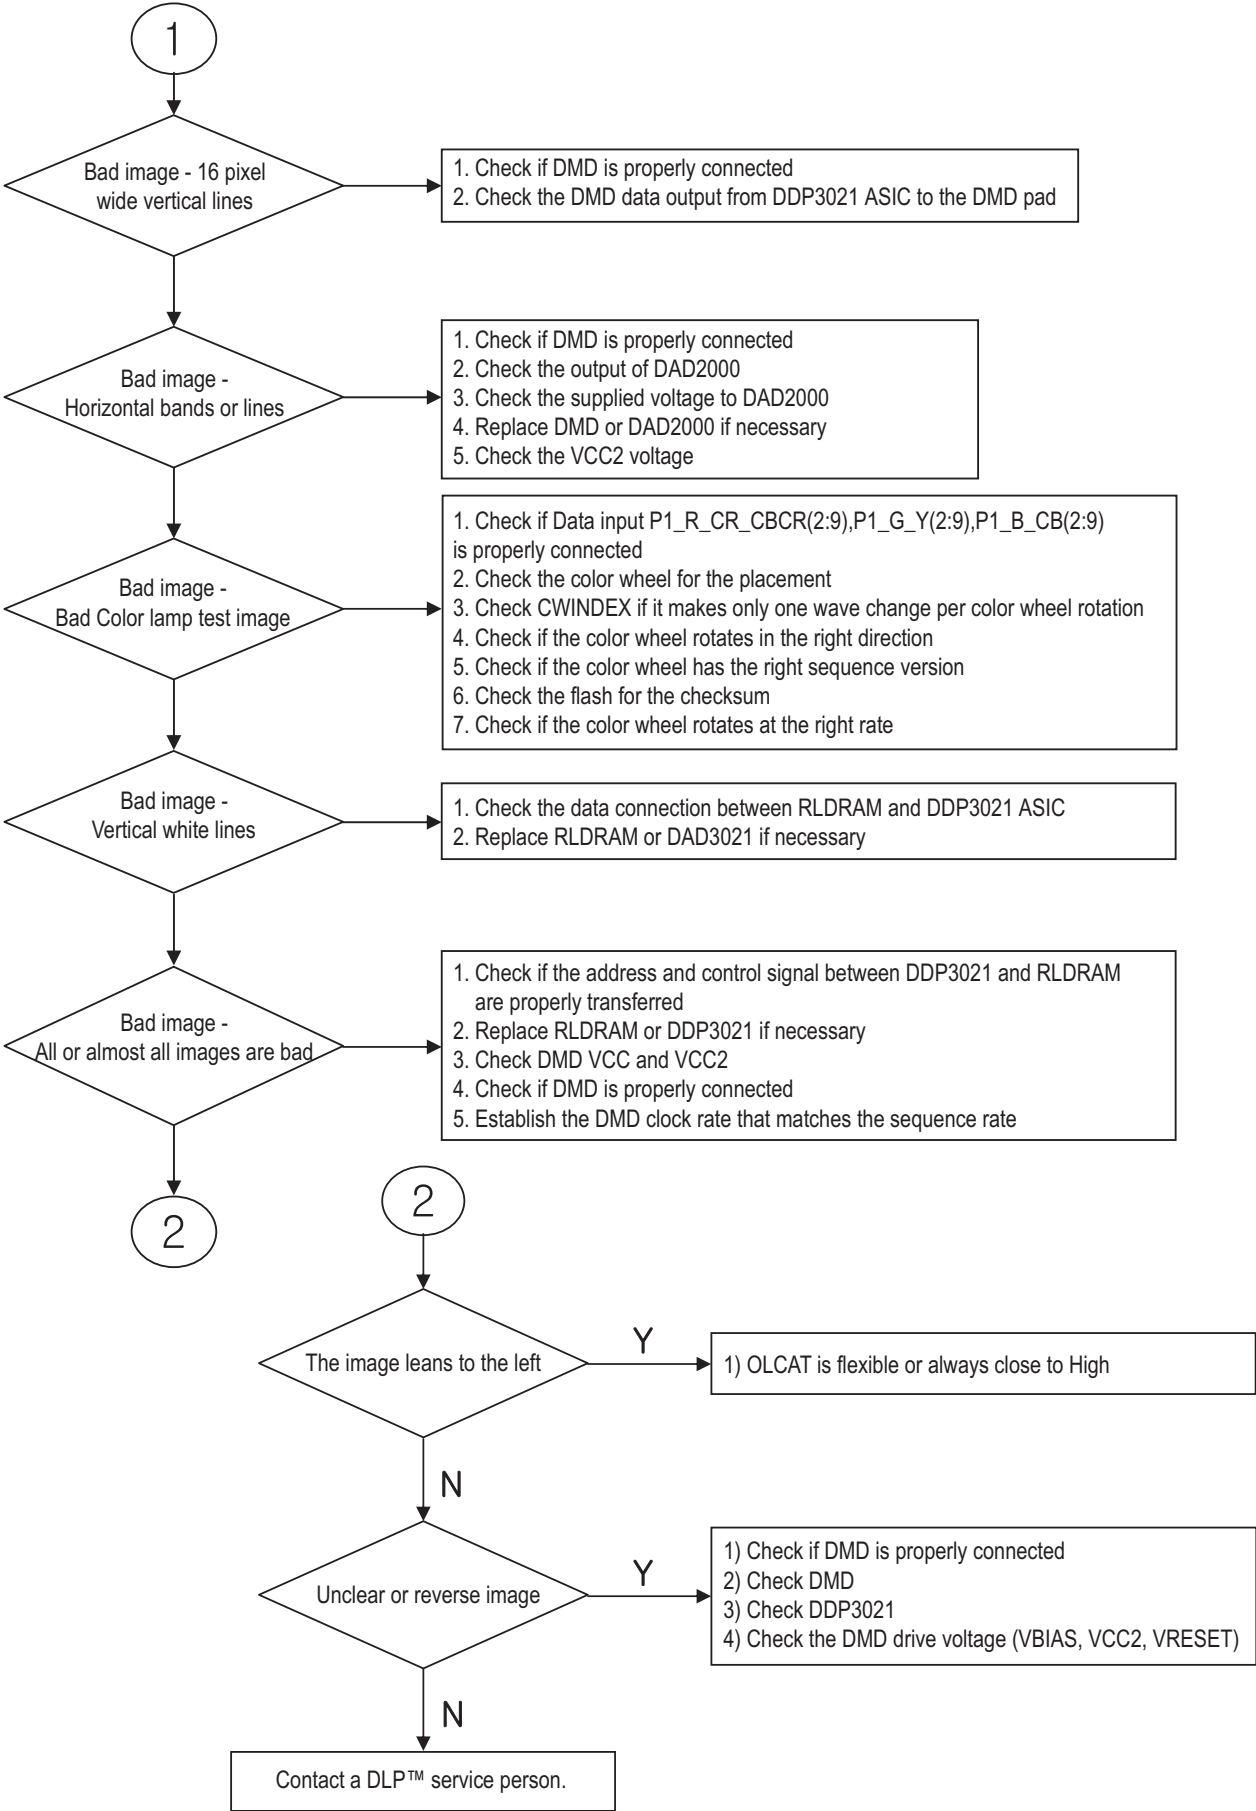 1
Bad image - 16 pixel
wide vertical lines
1. Check if DMD is properly connected
2. Check the DMD data output from DDP3021 ASIC to the DMD pad
Bad image -
Horizontal bands or lines
1. Check if DMD is properly connected
2. Check the output of DAD2000
3. Check the supplied voltage to DAD2000
4. Replace DMD or DAD2000 if necessary
5. Check the VCC2 voltage
Bad image -
Bad Color lamp test image
1. Check if Data input P1_R_CR_CBCR(2:9),P1_G_Y(2:9),P1_B_CB(2:9)
is properly connected
2. Check the color wheel for the placement
3. Check CWINDEX if it makes only one wave change per color wheel rotation
4. Check if the color wheel rotates in the right direction
5. Check if the color wheel has the right sequence version
6. Check the flash for the checksum
7. Check if the color wheel rotates at the right rate
Bad image -
Vertical white lines
1. Check the data connection between RLDRAM and DDP3021 ASIC
2. Replace RLDRAM or DAD3021 if necessary
Bad image -
All or almost all images are bad
1. Check if the address and control signal between DDP3021 and RLDRAM
are properly transferred
2. Replace RLDRAM or DDP3021 if necessary
3. Check DMD VCC and VCC2
4. Check if DMD is properly connected
5. Establish the DMD clock rate that matches the sequence rate
2
2
The image leans to the left
Y
1) OLCAT is flexible or always close to High
N
Unclear or reverse image
Y
1) Check if DMD is properly connected
2) Check DMD
3) Check DDP3021
4) Check the DMD drive voltage (VBIAS, VCC2, VRESET)
N
Contact a DLP™ service person.